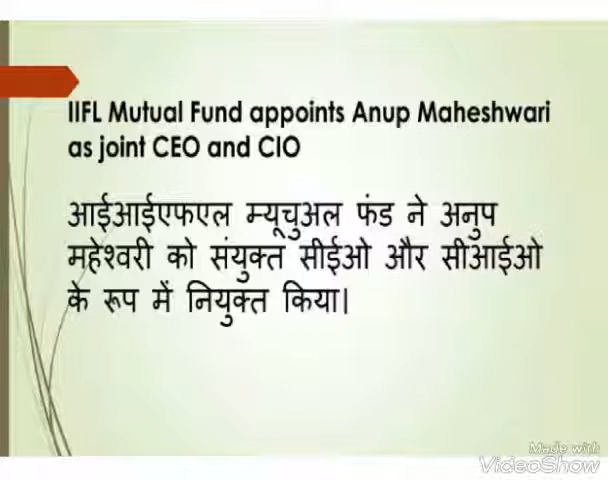 IIFL Mutual Fund appoints Anup Maheshwari
as joint CEO and CIO
आईआईएफएल म्यूचुअल फंड ने अनुप
महेश्वरी को संयुक्त सीईओ और सीआईओ
के रूप में नियुक्त किया।
Made with
VideoShow